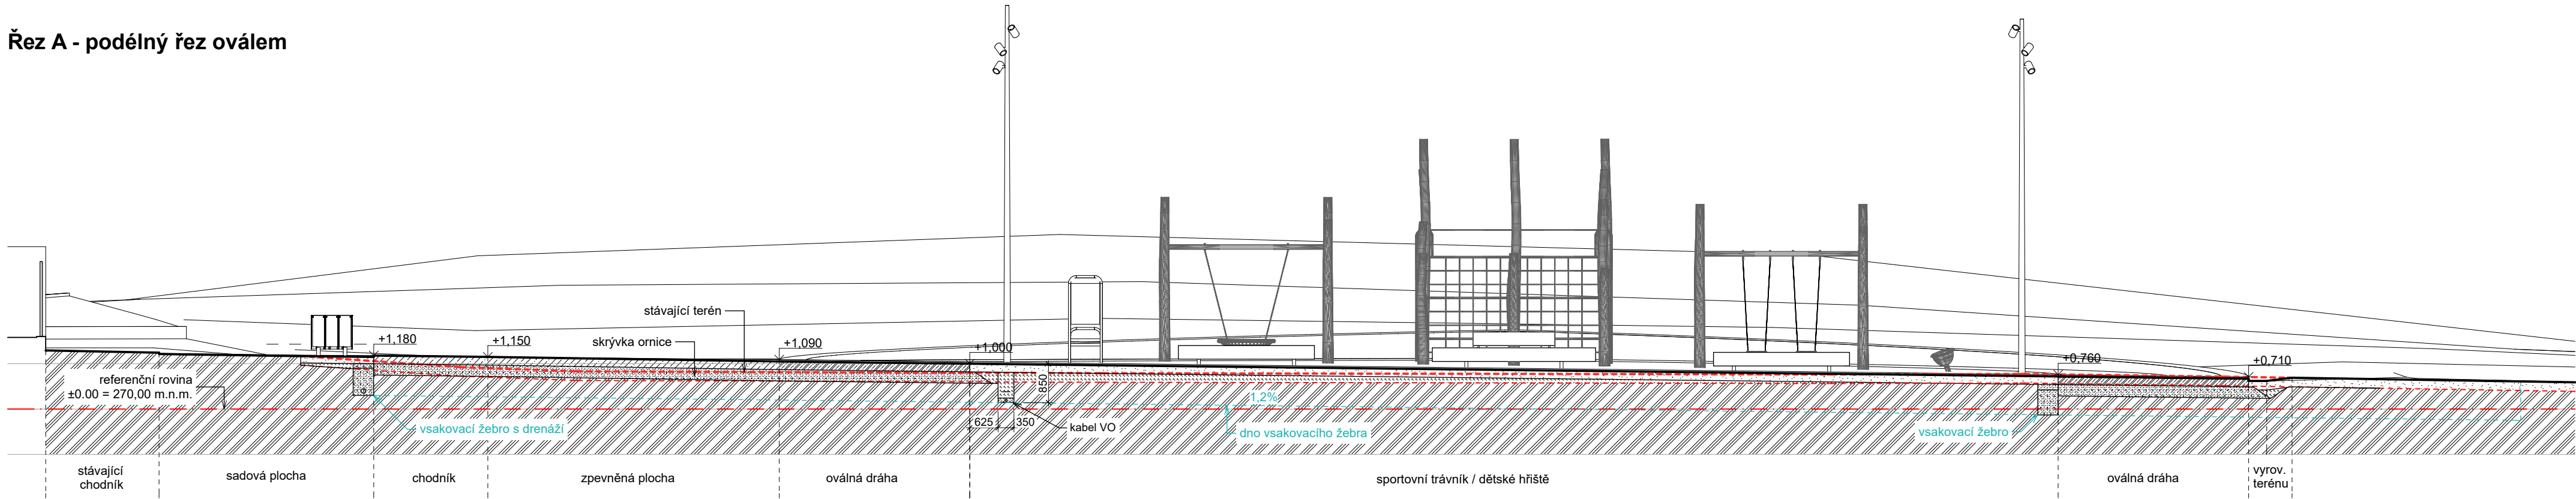 Řez A - podélný řez oválem
stávající terén
skrývka ornice
+1,180
+1,150
+1,090
+1,000
+0,760
+0,710
referenční rovina
±0.00 = 270,00 m.n.m.
850
1,2%
625
350
kabel VO
vsakovací žebro s drenáží
dno vsakovacího žebra
vsakovací žebro
stávající
chodník
sadová plocha
chodník
zpevněná plocha
oválná dráha
sportovní trávník / dětské hřiště
oválná dráha
vyrov.
terénu